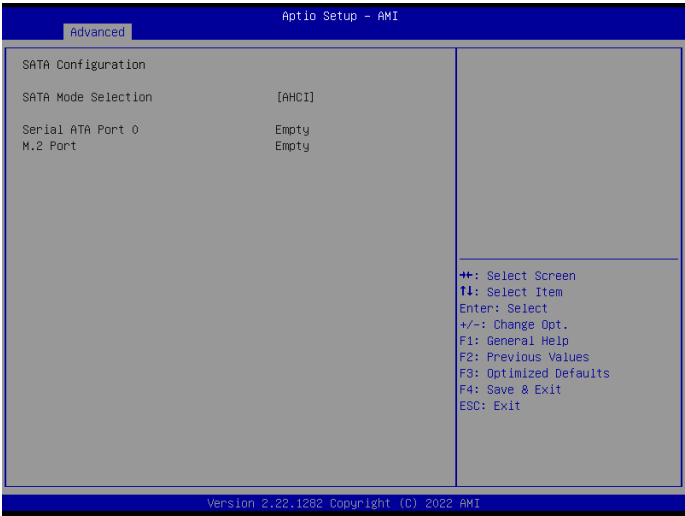 Aptio Setup – AMI
Advanced
SATA Configuration
SATA Mode Selection [AHCI]
Serial ATA Port 0 Empty
M.2 Port Empty
→←: Select Screen
↑↓: Select Item
Enter: Select
+/-: Change Opt.
F1: General Help
F2: Previous Values
F3: Optimized Defaults
F4: Save & Exit
ESC: Exit
Version 2.22.1282 Copyright (C) 2022 AMI